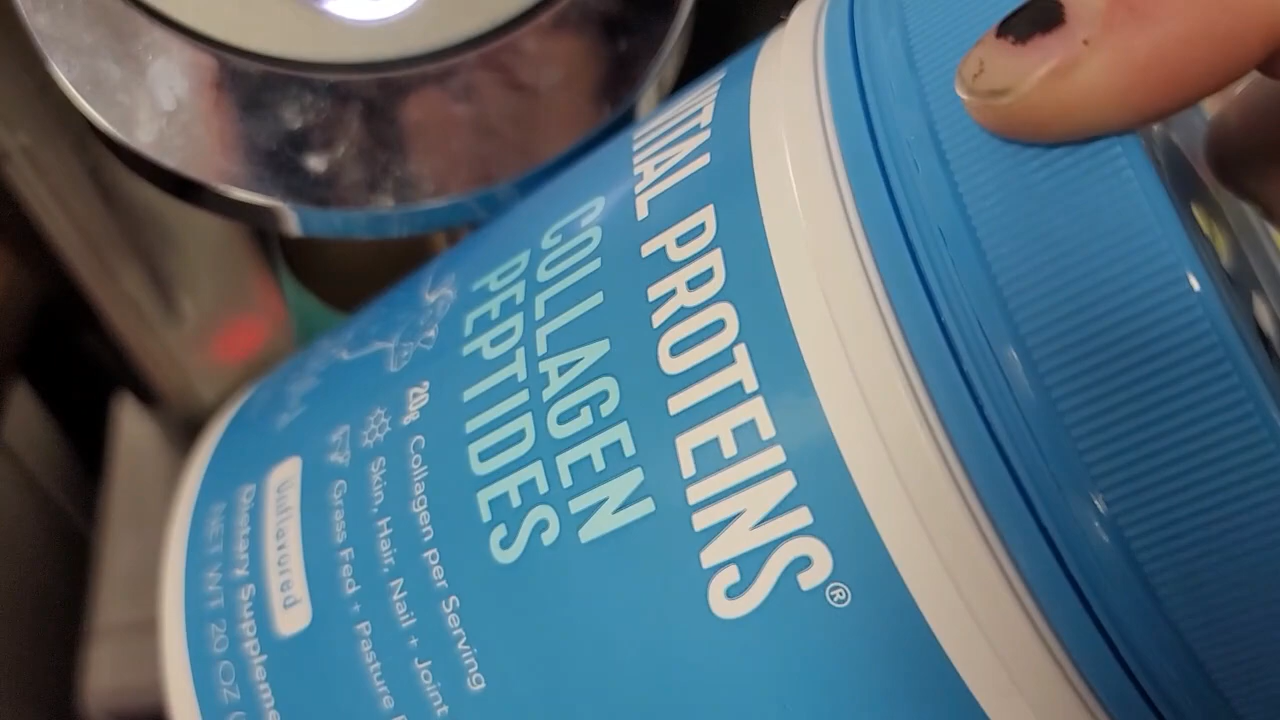 VITAL PROTEINS®
COLLAGEN
PEPTIDES
20g Collagen per Serving
Skin, Hair, Nail + Joint
Grass Fed + Pasture
Unflavored
Dietary Suppleme
NET WT 20 OZ (